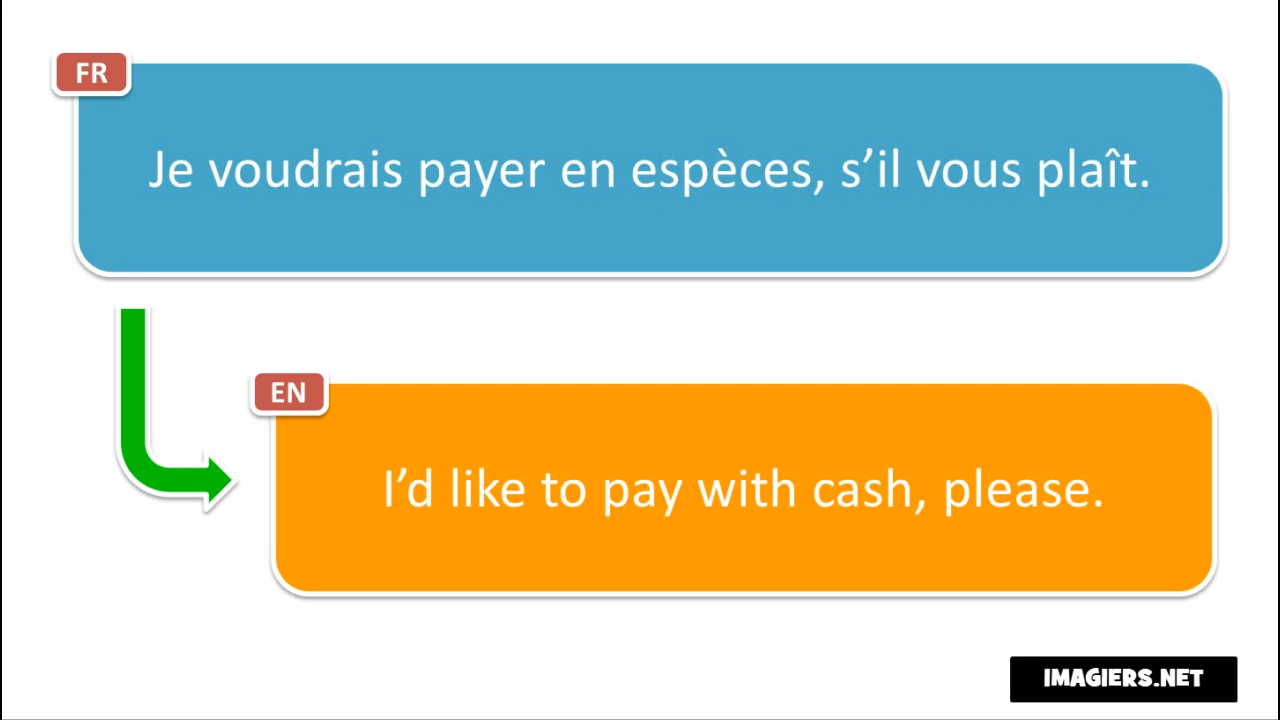 FR
Je voudrais payer en espèces, s’il vous plaît.
EN
I’d like to pay with cash, please.
IMAGIERS.NET